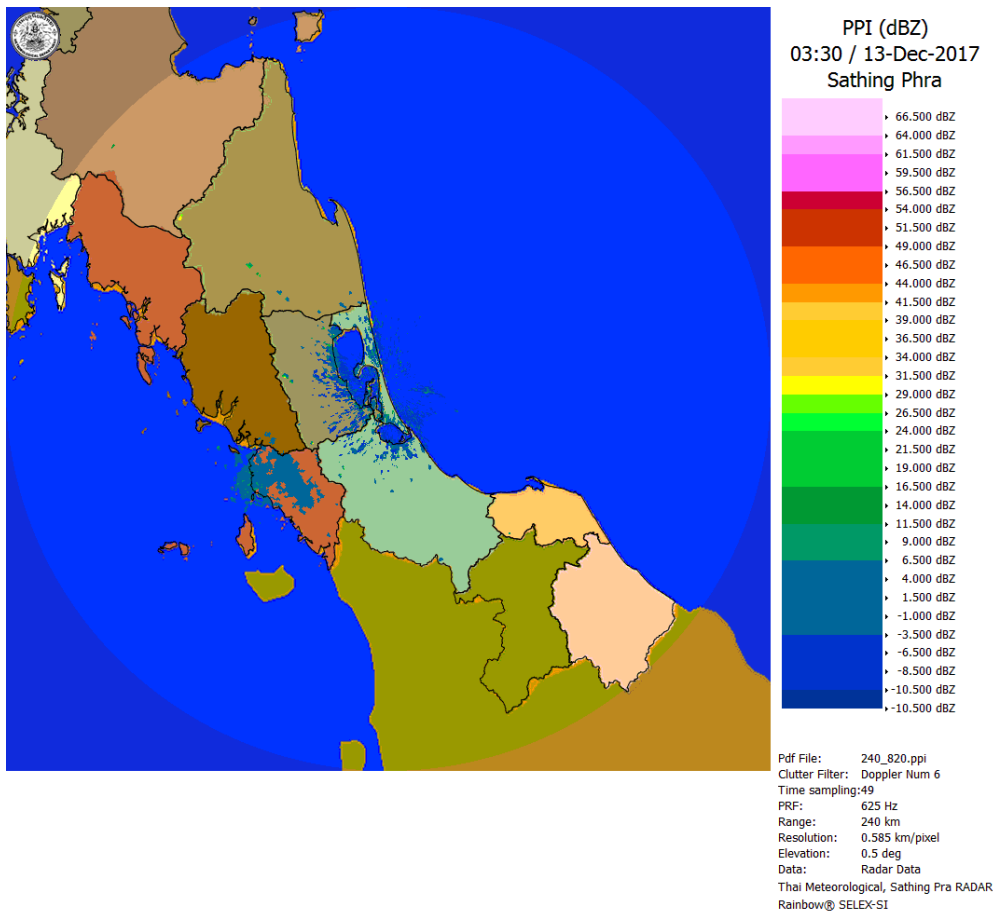 PPI (dBZ)
03:30 / 13-Dec-2017
Sathing Phra
66.500 dBZ
64.000 dBZ
61.500 dBZ
59.500 dBZ
56.500 dBZ
54.000 dBZ
51.500 dBZ
49.000 dBZ
46.500 dBZ
44.000 dBZ
41.500 dBZ
39.000 dBZ
36.500 dBZ
34.000 dBZ
31.500 dBZ
29.000 dBZ
26.500 dBZ
24.000 dBZ
21.500 dBZ
19.000 dBZ
16.500 dBZ
14.000 dBZ
11.500 dBZ
9.000 dBZ
6.500 dBZ
4.000 dBZ
1.500 dBZ
-1.000 dBZ
-3.500 dBZ
-6.500 dBZ
-8.500 dBZ
-10.500 dBZ
-10.500 dBZ
Pdf File: 240_820.ppi
Clutter Filter: Doppler Num 6
Time sampling:49
PRF: 625 Hz
Range: 240 km
Resolution: 0.585 km/pixel
Elevation: 0.5 deg
Data: Radar Data
Thai Meteorological, Sathing Pra RADAR
Rainbow® SELEX-SI